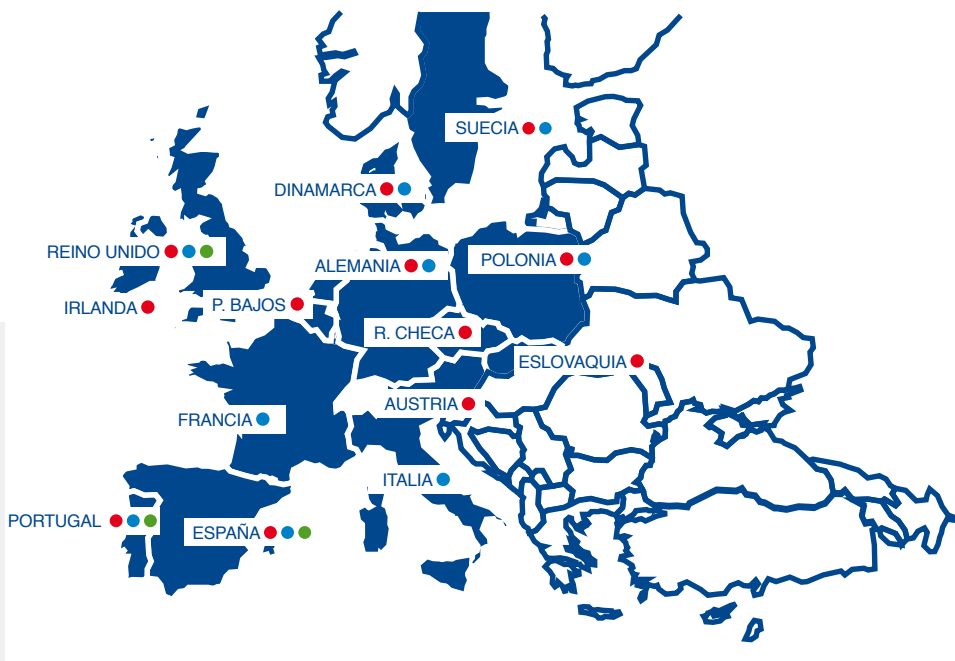 SUECIA
DINAMARCA
REINO UNIDO
ALEMANIA
POLONIA
IRLANDA
P. BAJOS
R. CHECA
ESLOVAQUIA
AUSTRIA
FRANCIA
ITALIA
PORTUGAL
ESPAÑA